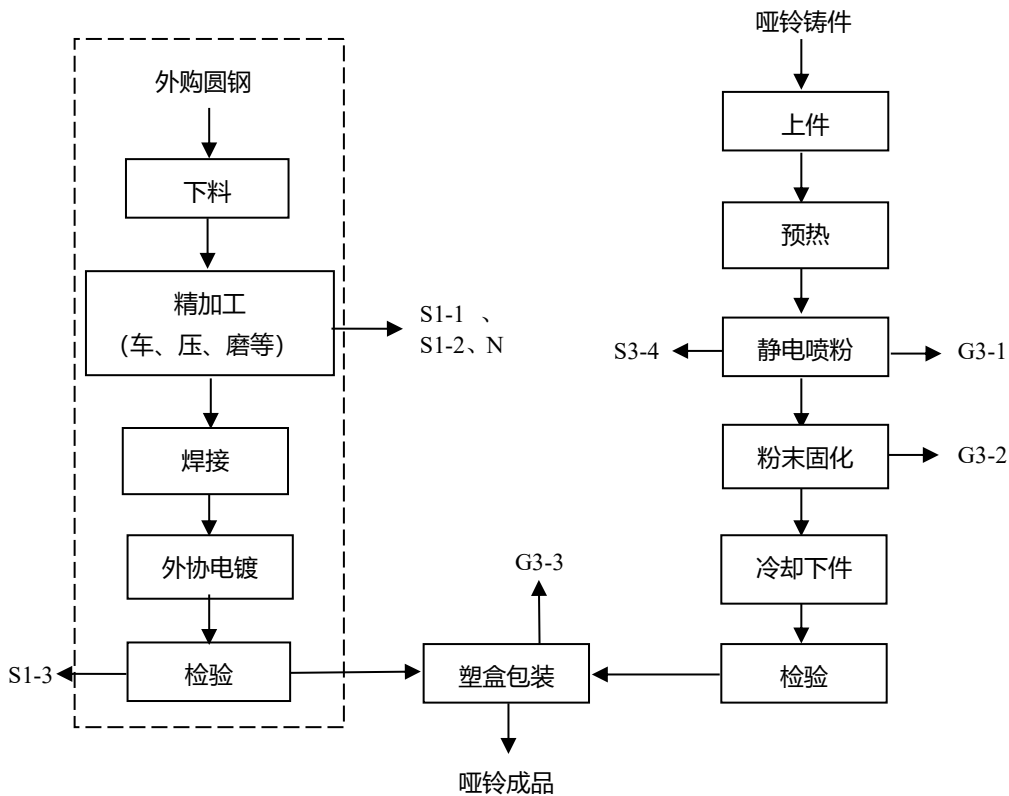 外购圆钢
下料
精加工
（车、压、磨等）
S1-1 、
S1-2、N
焊接
外协电镀
检验
S1-3
哑铃铸件
上件
预热
静电喷粉
S3-4
G3-1
粉末固化
G3-2
冷却下件
检验
G3-3
塑盒包装
哑铃成品